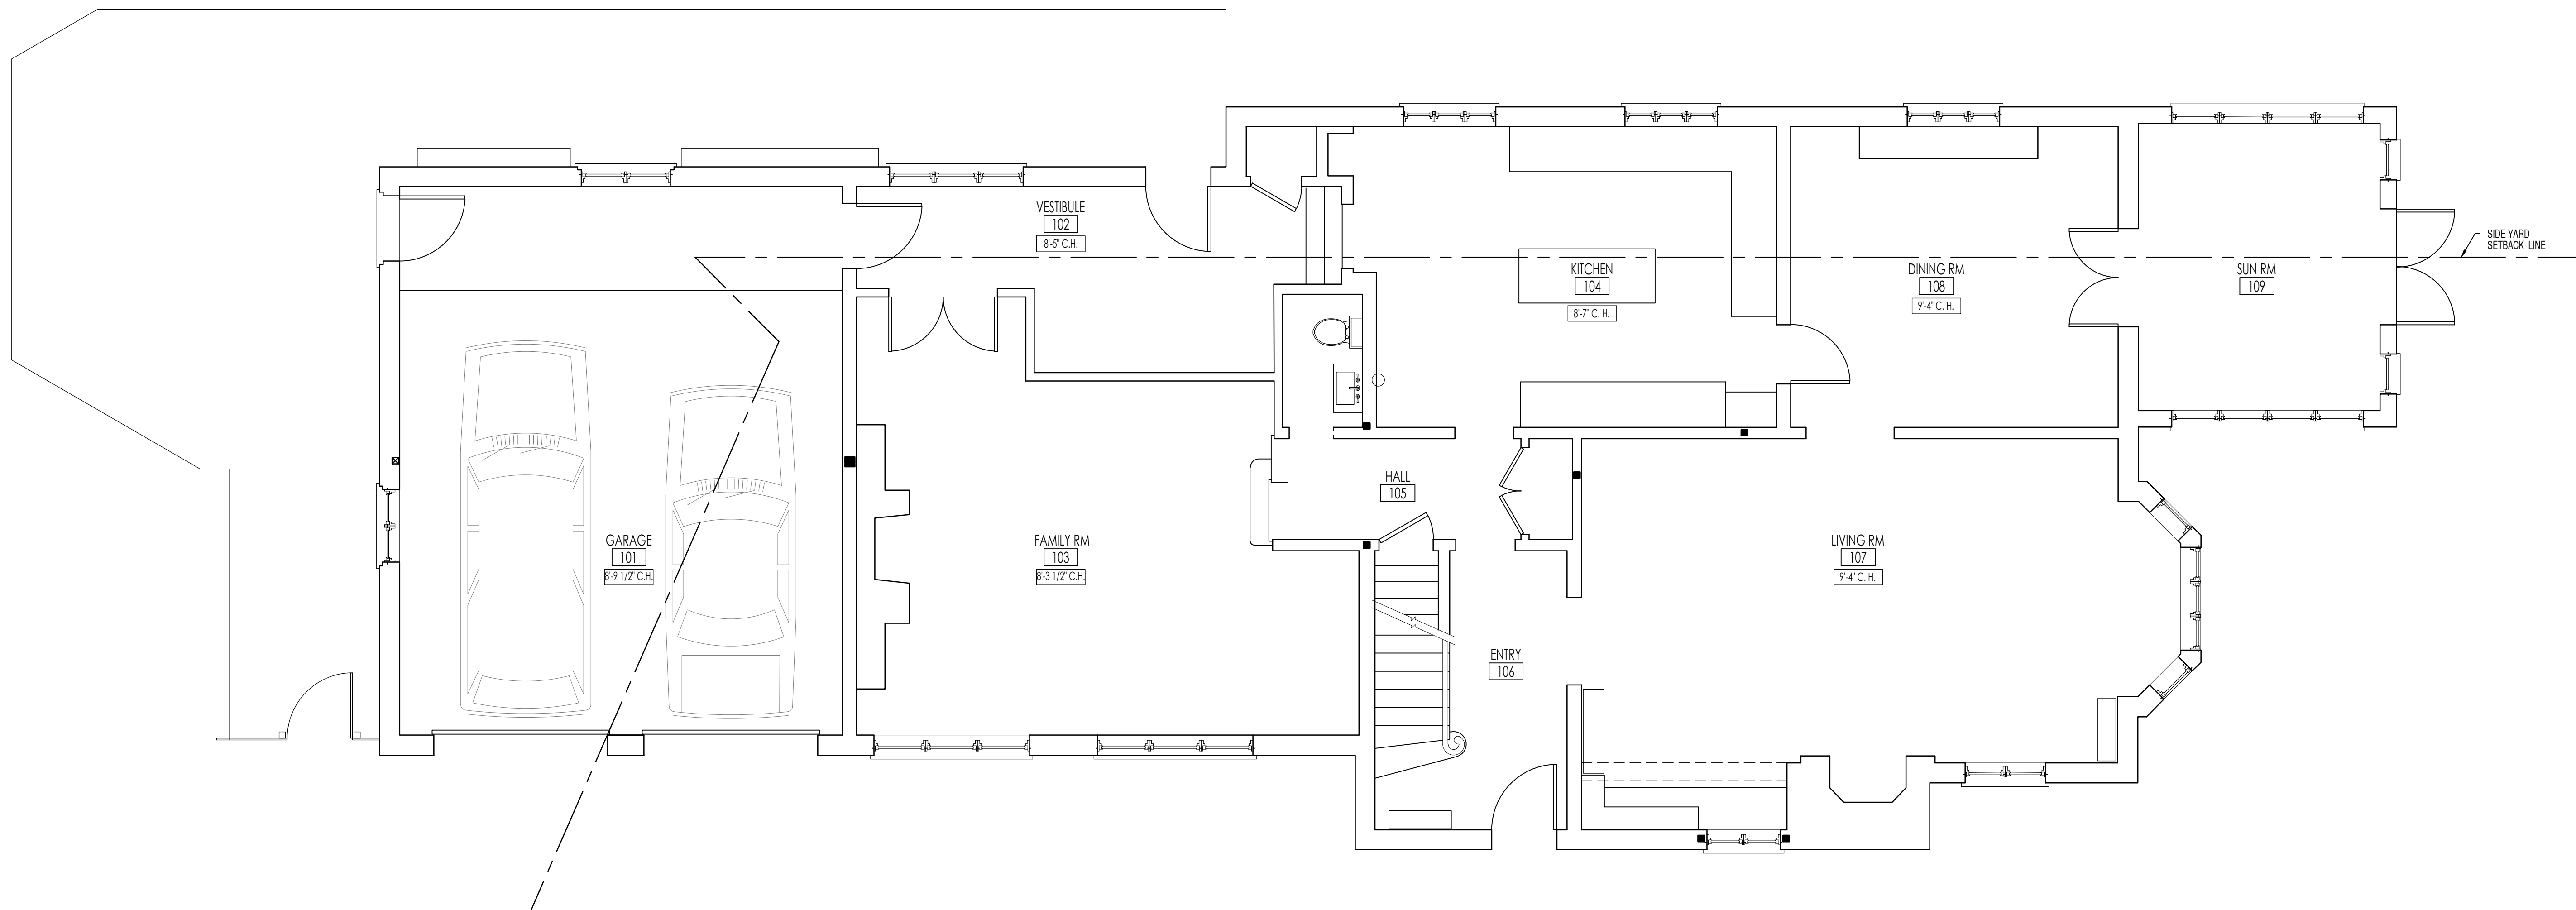 VESTIBULE
102
8'-5" C.H.
SIDE YARD
SETBACK LINE
KITCHEN
104
8'-7" C.H.
DINING RM
108
9'-4" C. H.
SUN RM
109
HALL
105
GARAGE
101
8'-9 1/2" C.H.
FAMILY RM
103
8'-3 1/2" C.H.
LIVING RM
107
9'-4" C. H.
ENTRY
106